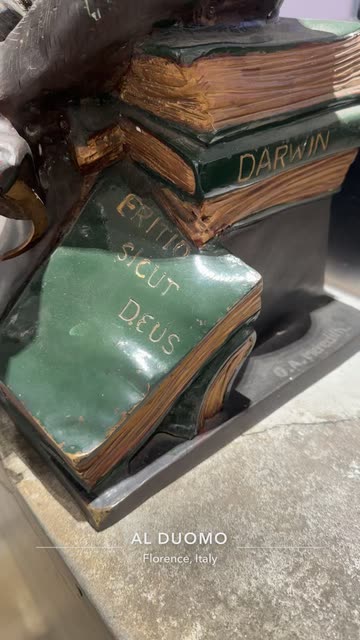 DARWIN
ERITIS
SICUT
DEUS
AL DUOMO
Florence, Italy